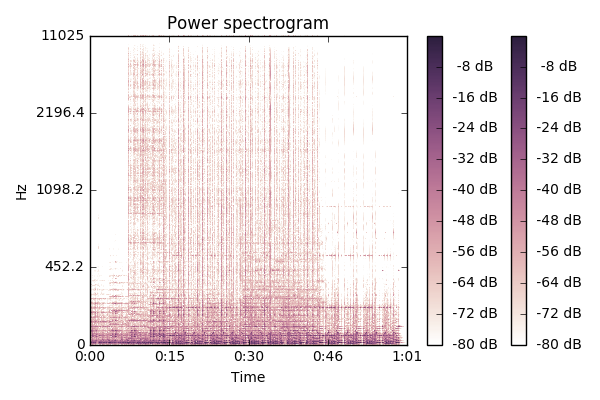 Power spectrogram
11025
2196.4
1098.2
452.2
0
Hz
0:00 0:15 0:30 0:46 1:01
Time
-8 dB
-16 dB
-24 dB
-32 dB
-40 dB
-48 dB
-56 dB
-64 dB
-72 dB
-80 dB
-8 dB
-16 dB
-24 dB
-32 dB
-40 dB
-48 dB
-56 dB
-64 dB
-72 dB
-80 dB